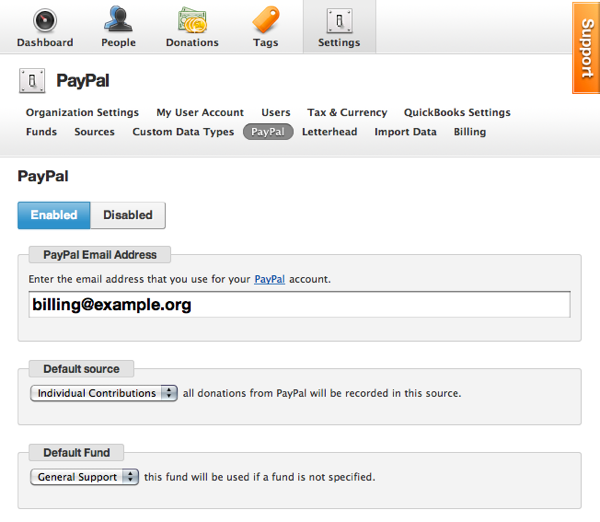 Dashboard People Donations Tags Settings
Support
PayPal
Organization Settings My User Account Users Tax & Currency QuickBooks Settings
Funds Sources Custom Data Types PayPal Letterhead Import Data Billing
PayPal
Enabled Disabled
PayPal Email Address
Enter the email address that you use for your PayPal account.
billing@example.org
Default source
Individual Contributions all donations from PayPal will be recorded in this source.
Default Fund
General Support this fund will be used if a fund is not specified.